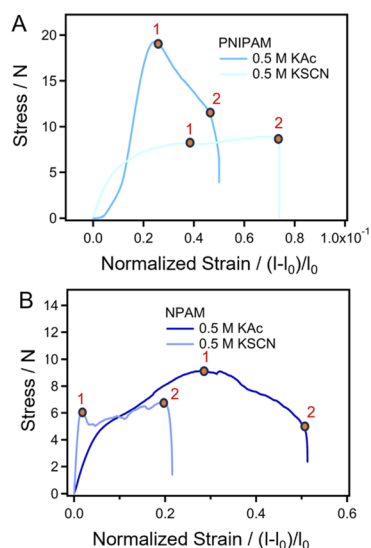 A
PNIPAM
0.5 M KAc
0.5 M KSCN
1
2
1
2
20
15
10
5
0
Stress / N
0.0
0.2
0.4
0.6
0.8
1.0x10⁻¹
Normalized Strain / (l-l₀)/l₀
B
NPAM
0.5 M KAc
0.5 M KSCN
1
2
1
2
14
12
10
8
6
4
2
0
Stress / N
0.0
0.2
0.4
0.6
Normalized Strain / (l-l₀)/l₀